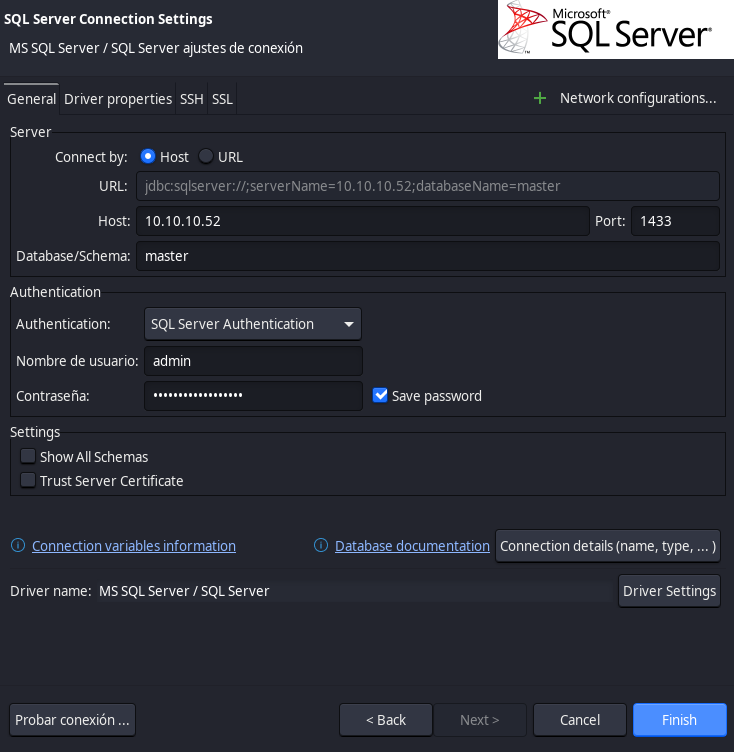 SQL Server Connection Settings
MS SQL Server / SQL Server ajustes de conexión
Microsoft®
SQL Server®
General Driver properties SSH SSL
Network configurations...
Server
Connect by: Host URL
URL: jdbc:sqlserver://;serverName=10.10.10.52;databaseName=master
Host: 10.10.10.52 Port: 1433
Database/Schema: master
Authentication
Authentication: SQL Server Authentication
Nombre de usuario: admin
Contraseña: •••••••••••••••••• Save password
Settings
Show All Schemas
Trust Server Certificate
Connection variables information Database documentation Connection details (name, type, ... )
Driver name: MS SQL Server / SQL Server Driver Settings
Probar conexión ... < Back Next > Cancel Finish